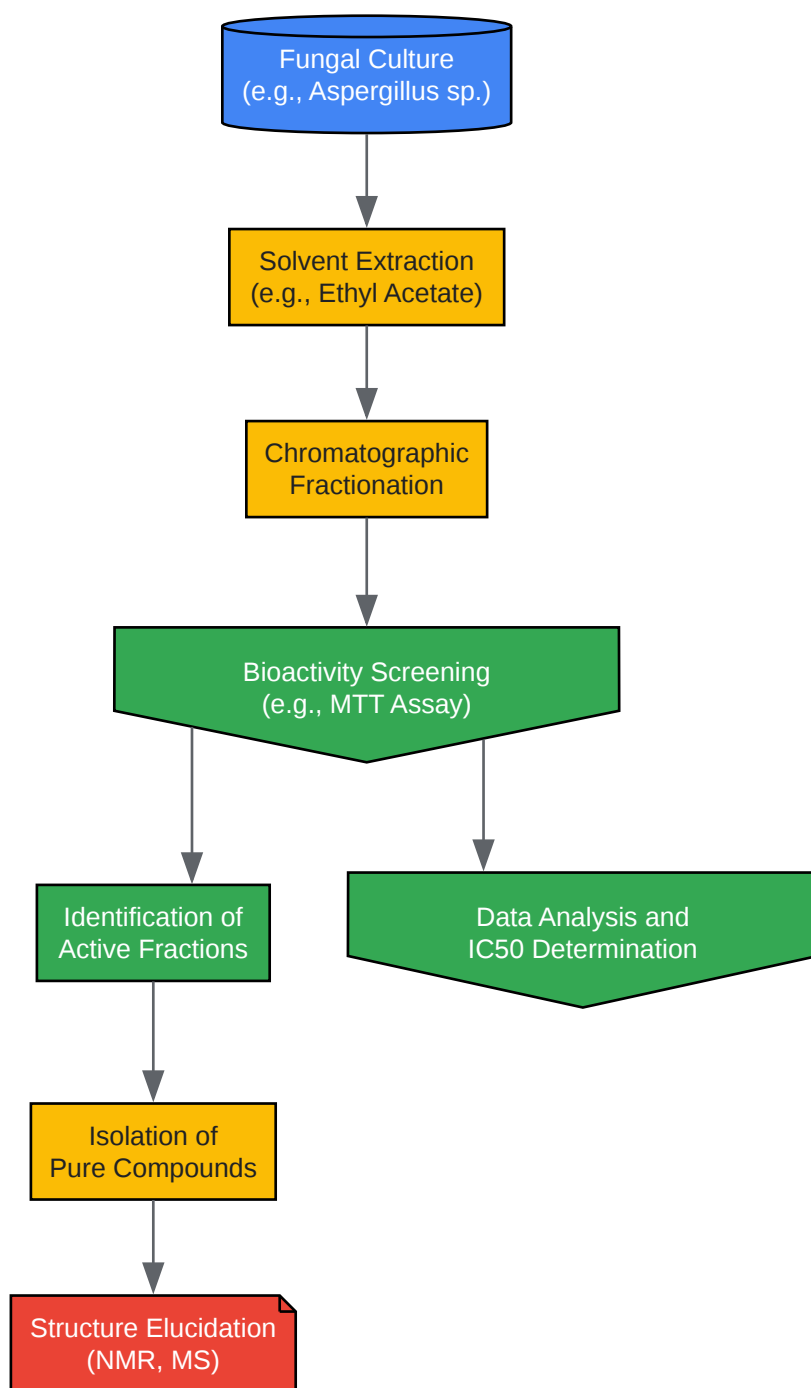 Fungal Culture
(e.g., Aspergillus sp.)
Solvent Extraction
(e.g., Ethyl Acetate)
Chromatographic
Fractionation
Bioactivity Screening
(e.g., MTT Assay)
Identification of
Active Fractions
Data Analysis and
IC50 Determination
Isolation of
Pure Compounds
Structure Elucidation
(NMR, MS)